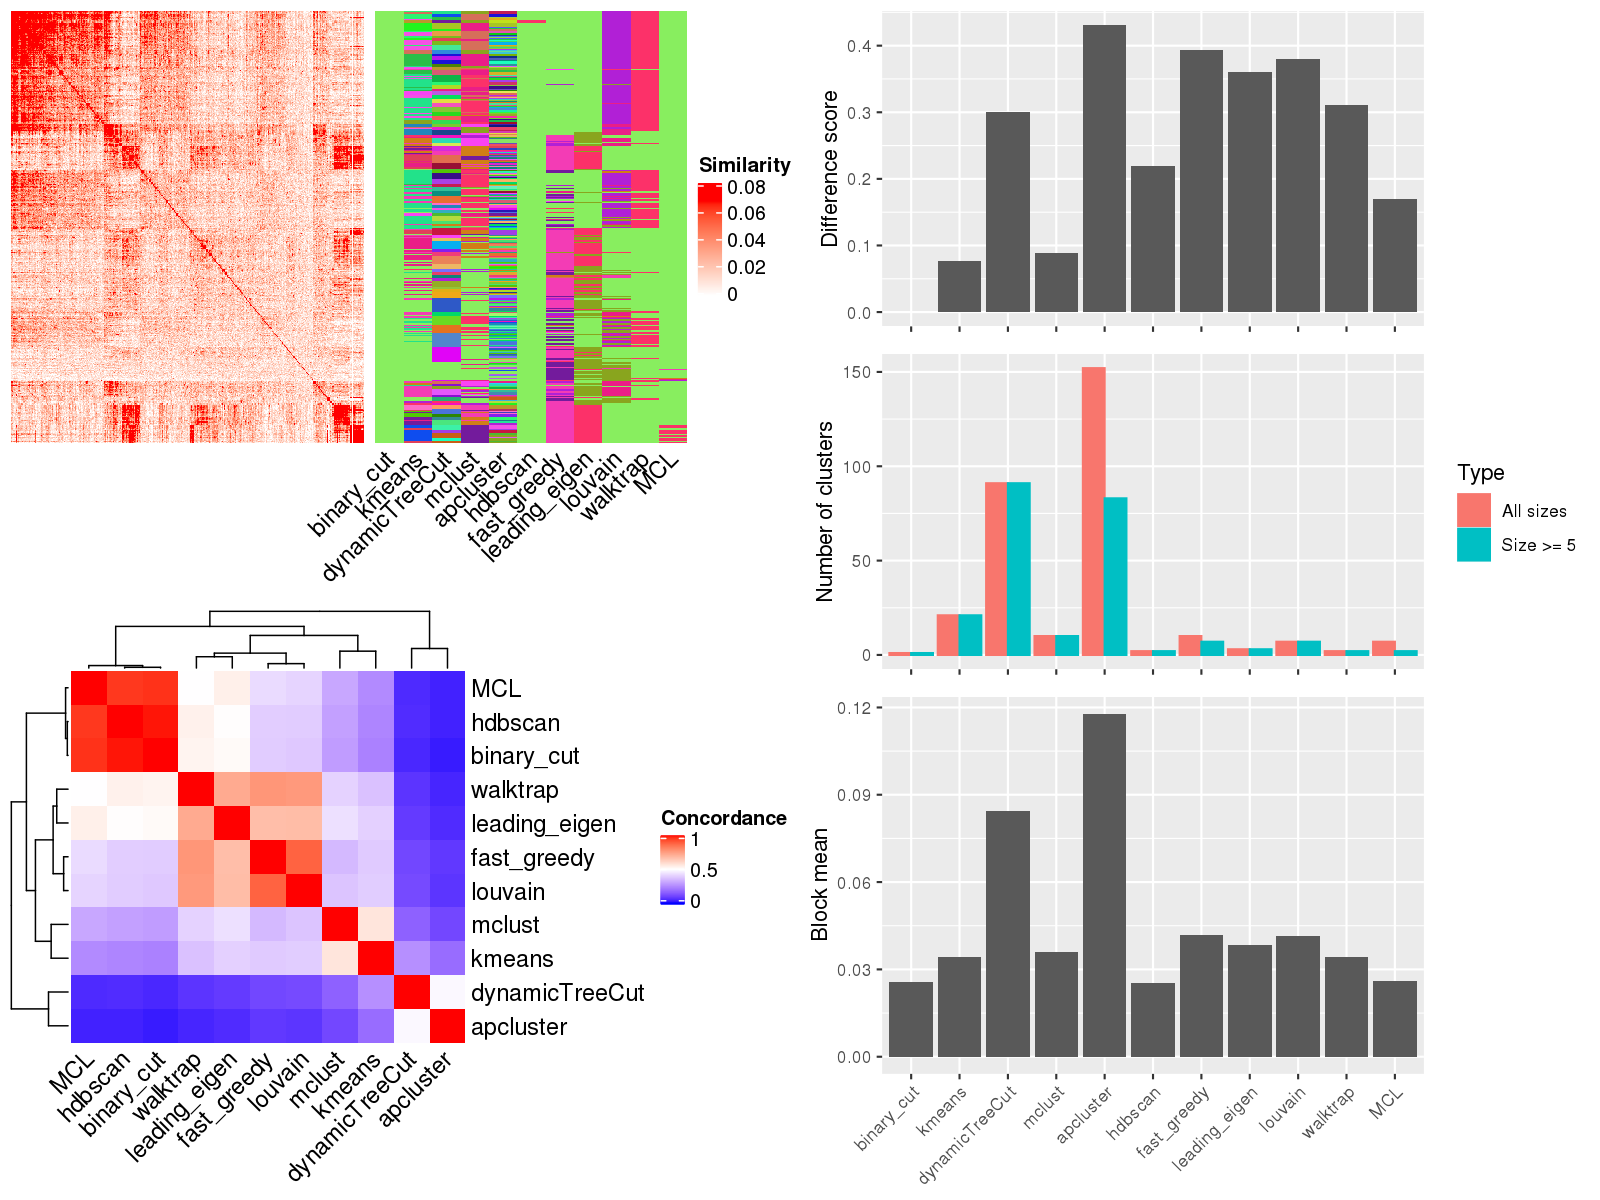 Similarity
0.08
0.06
0.04
0.02
0
binary_cut
kmeans
dynamicTreeCut
mclust
apcluster
hdbscan
fast_greedy
leading_eigen
louvain
walktrap
MCL
MCL
hdbscan
binary_cut
walktrap
leading_eigen
fast_greedy
louvain
mclust
kmeans
dynamicTreeCut
apcluster
Concordance
1
0.5
0
MCL
hdbscan
binary_cut
walktrap
leading_eigen
fast_greedy
louvain
mclust
kmeans
dynamicTreeCut
apcluster
Difference score
0.4
0.3
0.2
0.1
0.0
Number of clusters
150
100
50
0
Type
All sizes
Size >= 5
Block mean
0.12
0.09
0.06
0.03
0.00
binary_cut
kmeans
dynamicTreeCut
mclust
apcluster
hdbscan
fast_greedy
leading_eigen
louvain
walktrap
MCL